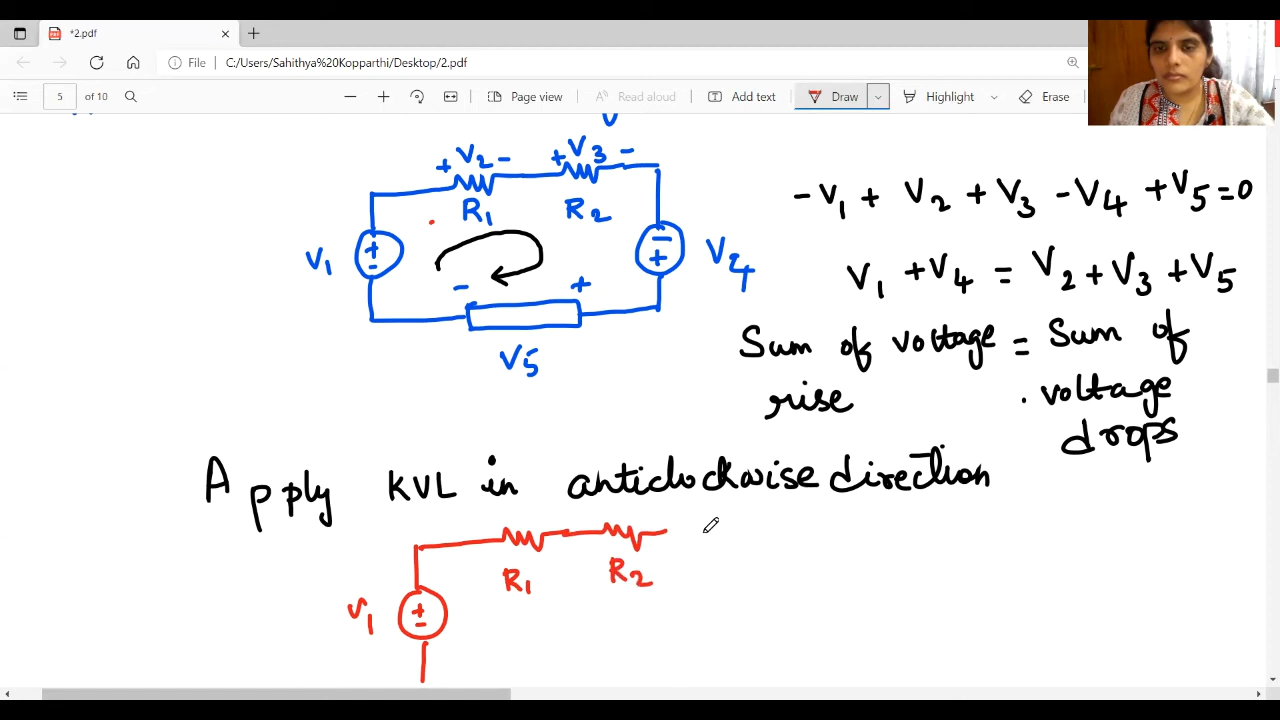 *2.pdf
File C:/Users/Sahithya%20Kopparthi/Desktop/2.pdf
5 of 10 Page view Read aloud Add text Draw Highlight Erase
+ V2 - + V3 -
R1 R2
V1 + - - + V4
- +
V5
-V1 + V2 + V3 - V4 + V5 = 0
V1 + V4 = V2 + V3 + V5
Sum of voltage = Sum of
rise voltage
drops
Apply KVL in anticlockwise direction
R1 R2
V1 + -